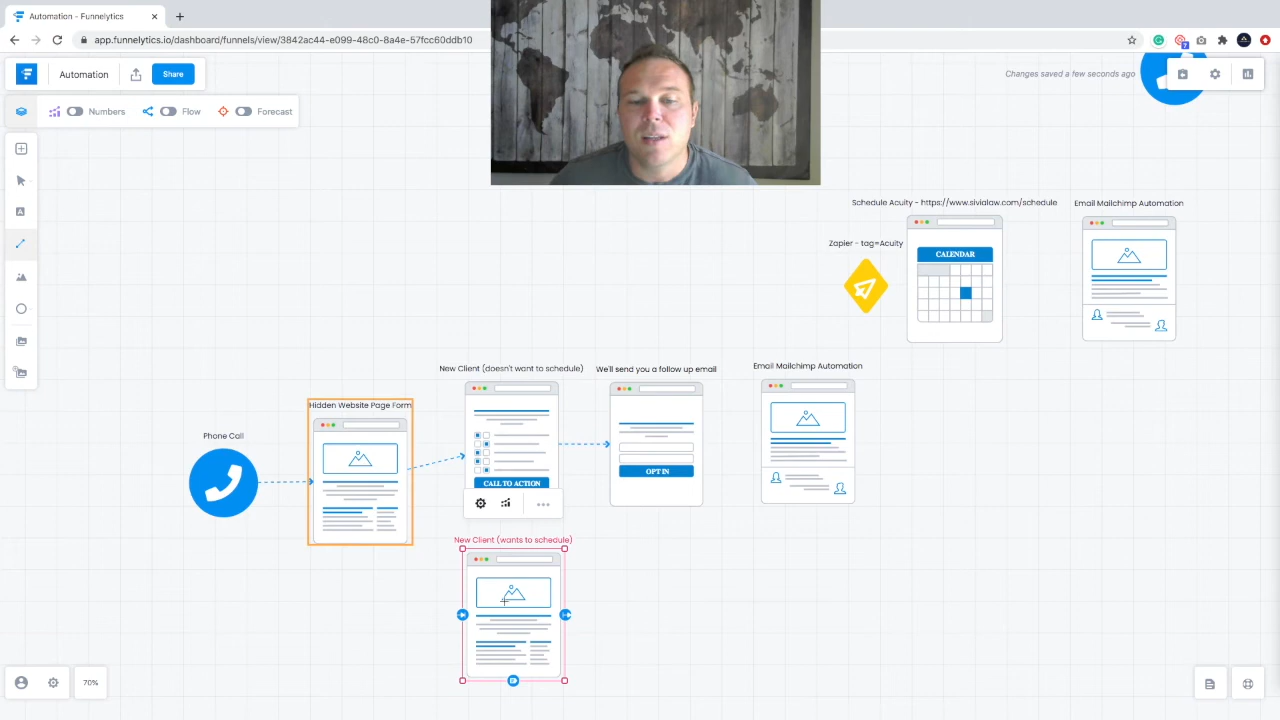 Automation - Funnelytics
app.funnelytics.io/dashboard/funnels/view/3842ac44-e099-48c0-8a4e-57fcc60ddb10
7
Automation
Share
Changes saved a few seconds ago
Numbers
Flow
Forecast
Schedule Acuity - https://www.sivialaw.com/schedule
Email Mailchimp Automation
Zapier - tag=Acuity
CALENDAR
New Client (doesn't want to schedule)
We'll send you a follow up email
Email Mailchimp Automation
Hidden Website Page Form
Phone Call
OPT IN
CALL TO ACTION
New Client (wants to schedule)
70%